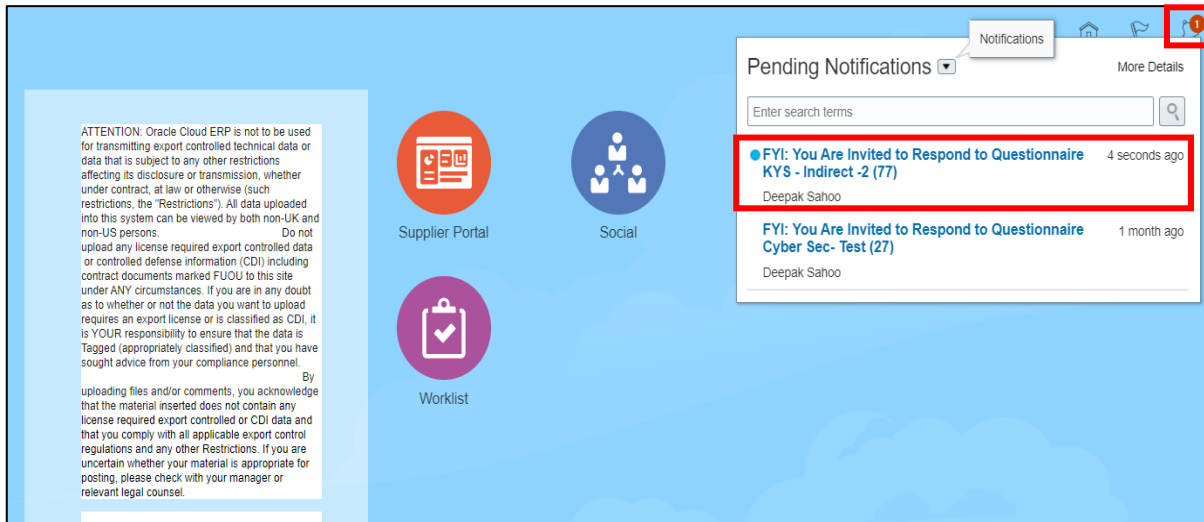 1
Notifications
Pending Notifications
More Details
Enter search terms
FYI: You Are Invited to Respond to Questionnaire
KYS - Indirect -2 (77)
4 seconds ago
Deepak Sahoo
FYI: You Are Invited to Respond to Questionnaire
Cyber Sec- Test (27)
1 month ago
Deepak Sahoo
ATTENTION: Oracle Cloud ERP is not to be used
for transmitting export controlled technical data or
data that is subject to any other restrictions
affecting its disclosure or transmission, whether
under contract, at law or otherwise (such
restrictions, the "Restrictions"). All data uploaded
into this system can be viewed by both non-UK and
non-US persons. Do not
upload any license required export controlled data
or controlled defense information (CDI) including
contract documents marked FUOU to this site
under ANY circumstances. If you are in any doubt
as to whether or not the data you want to upload
requires an export license or is classified as CDI, it
is YOUR responsibility to ensure that the data is
Tagged (appropriately classified) and that you have
sought advice from your compliance personnel.
By
uploading files and/or comments, you acknowledge
that the material inserted does not contain any
license required export controlled or CDI data and
that you comply with all applicable export control
regulations and any other Restrictions. If you are
uncertain whether your material is appropriate for
posting, please check with your manager or
relevant legal counsel.
Supplier Portal
Social
Worklist